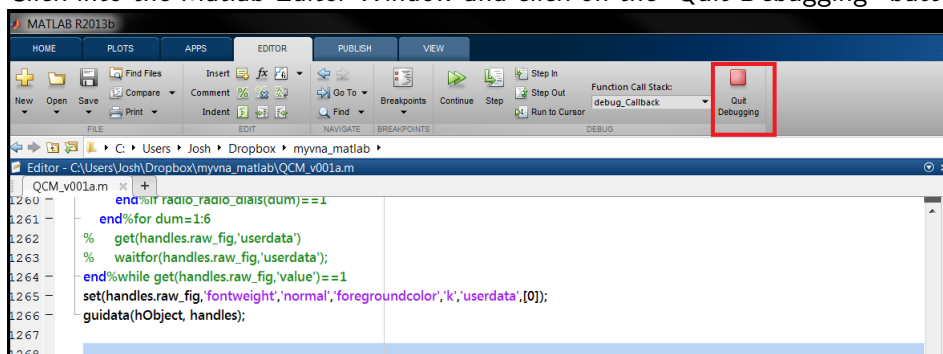 Click into the Matlab Editor Window and click on the "Quit Debugging"
MATLAB R2013b
HOME PLOTS APPS EDITOR PUBLISH VIEW
Find Files Insert fx Step In
Compare Comment % Go To Step Out Function Call Stack:
New Open Save Print Indent Find Breakpoints Continue Step Run to Cursor debug_Callback Quit Debugging
FILE EDIT NAVIGATE BREAKPOINTS DEBUG
C: Users Josh Dropbox myvna_matlab
Editor - C:\Users\Josh\Dropbox\myvna_matlab\QCM_v001a.m
QCM_v001a.m × +
1260 – end%if radio_radio_dials(dum)==1
1261 – end%for dum=1:6
1262 % get(handles.raw_fig,'userdata')
1263 % waitfor(handles.raw_fig,'userdata');
1264 – end%while get(handles.raw_fig,'value')==1
1265 – set(handles.raw_fig,'fontweight','normal','foregroundcolor','k','userdata',[0]);
1266 – guidata(hObject, handles);
1267
1268